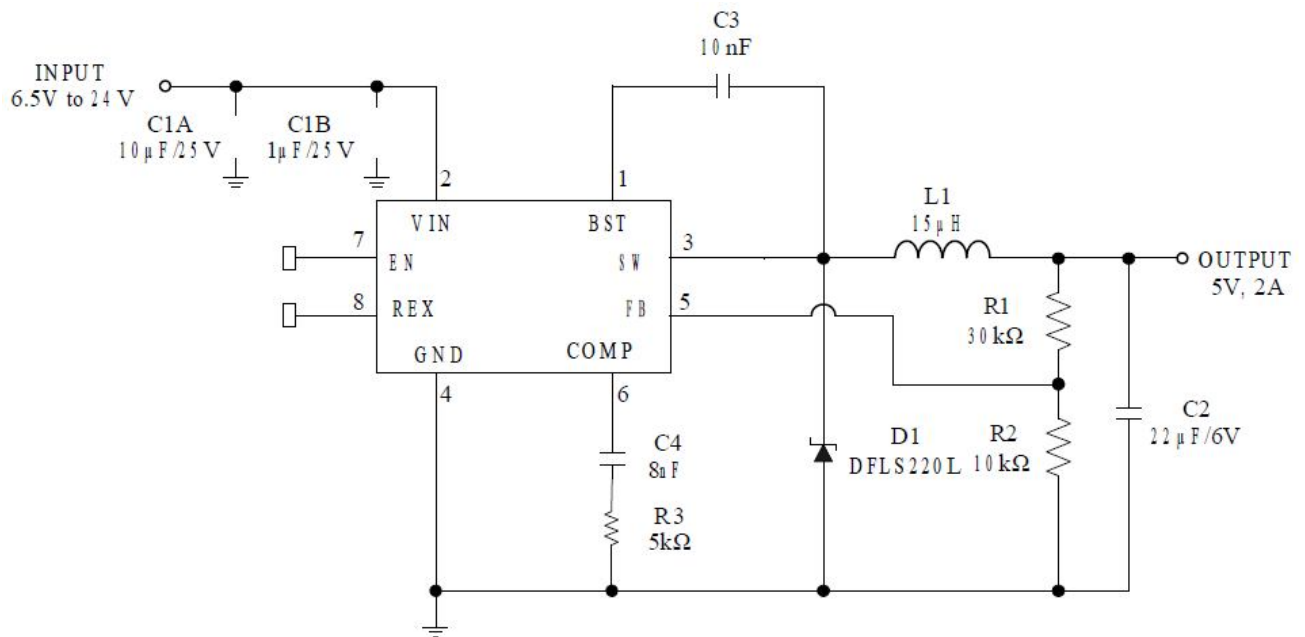 C3
10 nF
INPUT
6.5V to 24 V
C1A
10 µF/25 V
C1B
1µF/25 V
2
1
VIN
BST
L1
15 µH
7
EN
SW
3
OUTPUT
5V, 2A
8
REX
FB
5
R1
30 kΩ
GND
COMP
4
6
C4
8nF
D1
DFLS220L
R2
10 kΩ
C2
22 µF/6V
R3
5kΩ